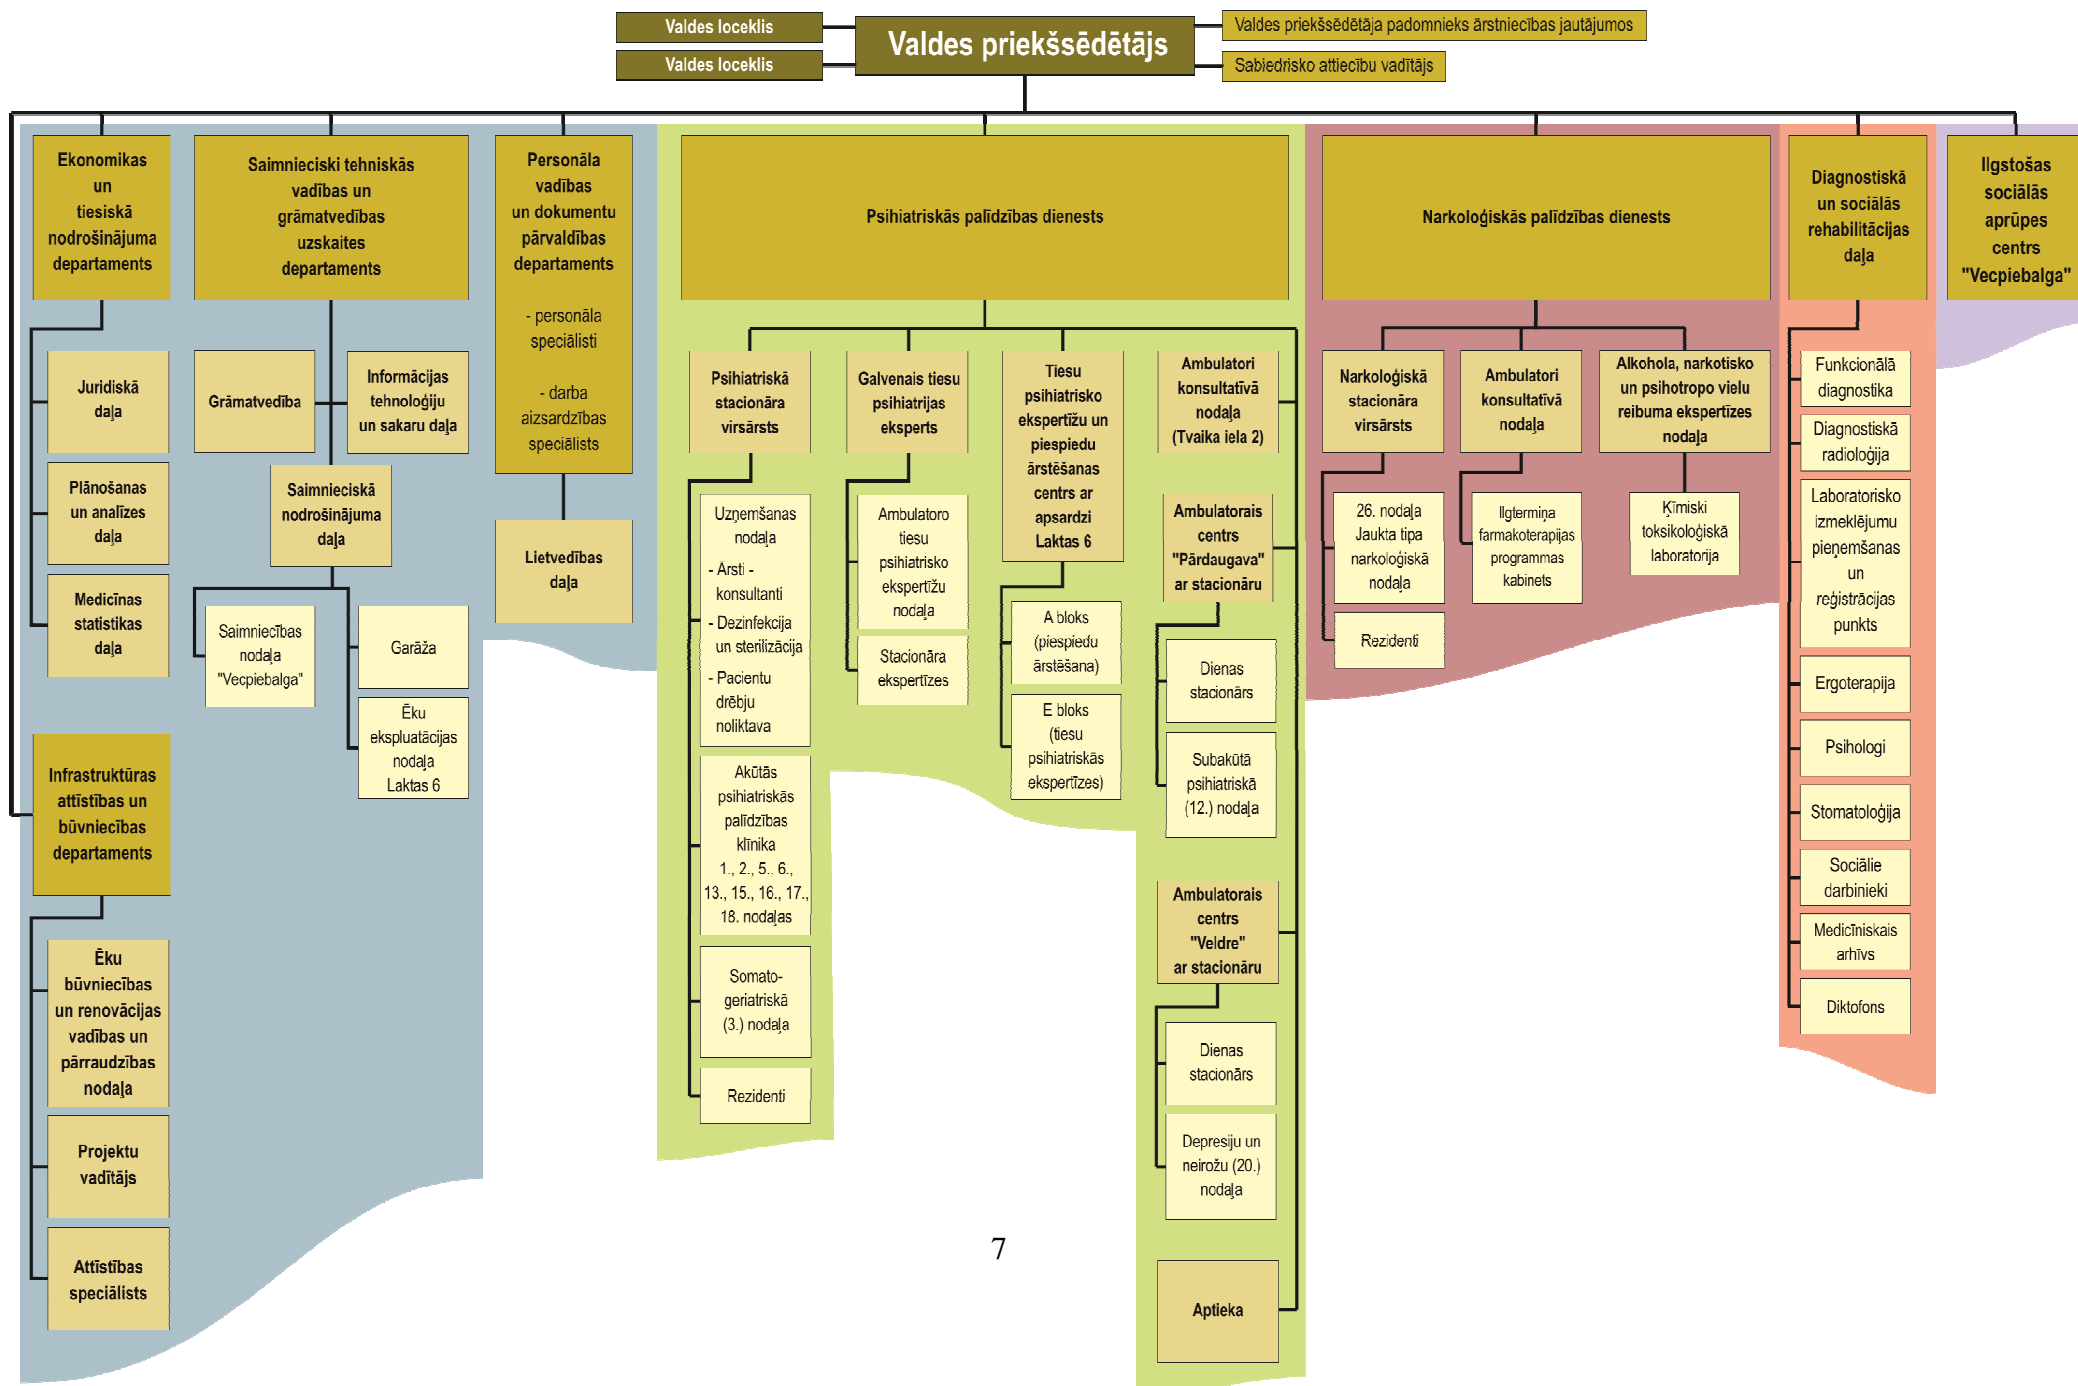 Valdes loceklis
Valdes loceklis
Valdes priekšsēdētājs
Valdes priekšsēdētāja padomnieks ārstniecības jautājumos
Sabiedrisko attiecību vadītājs
Ekonomikas
un
tiesiskā
nodrošinājuma
departaments
Juridiskā
daļa
Plānošanas
un analīzes
daļa
Medicīnas
statistikas
daļa
Infrastruktūras
attīstības un
būvniecības
departaments
Ēku
būvniecības
un renovācijas
vadības un
pārraudzības
nodaļa
Projektu
vadītājs
Attīstības
speciālists
Saimnieciski tehniskās
vadības un
grāmatvedības
uzskaites
departaments
Grāmatvedība
Informācijas
tehnoloģiju
un sakaru daļa
Saimnieciskā
nodrošinājuma
daļa
Saimniecības
nodaļa
"Vecpiebalga"
Garāža
Ēku
ekspluatācijas
nodaļa
Laktas 6
Personāla
vadības
un dokumentu
pārvaldības
departaments
- personāla
speciālisti
- darba
aizsardzības
speciālists
Lietvedības
daļa
Psihiatriskās palīdzības dienests
Psihiatriskā
stacionāra
virsārsts
Uzņemšanas
nodaļa
- Ārsti -
konsultanti
- Dezinfekcija
un sterilizācija
- Pacientu
drēbju
noliktava
Akūtās
psihiatriskās
palīdzības
klīnika
1., 2., 5., 6.,
13., 15., 16., 17.,
18. nodaļas
Somato-
geriatriskā
(3.) nodaļa
Rezidenti
Galvenais tiesu
psihiatrijas
eksperts
Ambulatoro
tiesu
psihiatrisko
ekspertīžu
nodaļa
Stacionāra
ekspertīzes
Tiesu
psihiatrisko
ekspertīžu un
piespiedu
ārstēšanas
centrs ar
apsardzi
Laktas 6
A bloks
(piespiedu
ārstēšana)
E bloks
(tiesu
psihiatriskās
ekspertīzes)
Ambulatori
konsultatīvā
nodaļa
(Tvaika iela 2)
Ambulatorais
centrs
"Pārdaugava"
ar stacionāru
Dienas
stacionārs
Subakūtā
psihiatriskā
(12.) nodaļa
Ambulatorais
centrs
"Veldre"
ar stacionāru
Dienas
stacionārs
Depresiju un
neirožu (20.)
nodaļa
Aptieka
Narkoloģiskās palīdzības dienests
Narkoloģiskā
stacionāra
virsārsts
26. nodaļa
Jaukta tipa
narkoloģiskā
nodaļa
Rezidenti
Ambulatori
konsultatīvā
nodaļa
Ilgtermiņa
farmakoterapijas
programmas
kabinets
Alkohola, narkotisko
un psihotropo vielu
reibuma ekspertīzes
nodaļa
Ķīmiski
toksikoloģiskā
laboratorija
Diagnostiskā
un sociālās
rehabilitācijas
daļa
Funkcionālā
diagnostika
Diagnostiskā
radioloģija
Laboratorisko
izmeklējumu
pieņemšanas
un
reģistrācijas
punkts
Ergoterapija
Psihologi
Stomatoloģija
Sociālie
darbinieki
Medicīniskais
arhīvs
Diktofons
Ilgstošas
sociālās
aprūpes
centrs
"Vecpiebalga"
7